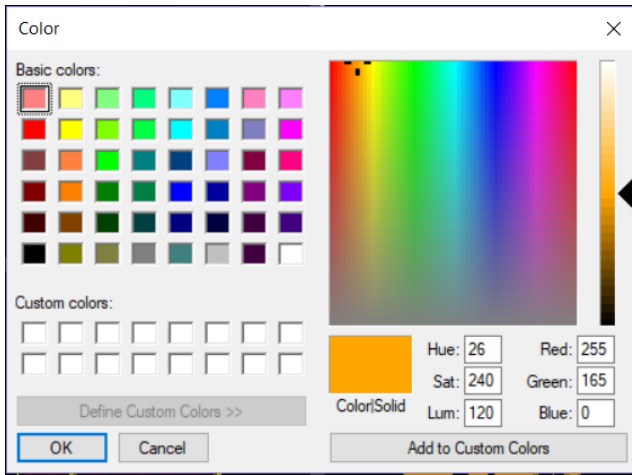 Color
Basic colors:
Custom colors:
Define Custom Colors >>
OK
Cancel
Color|Solid
Hue: 26
Sat: 240
Lum: 120
Red: 255
Green: 165
Blue: 0
Add to Custom Colors